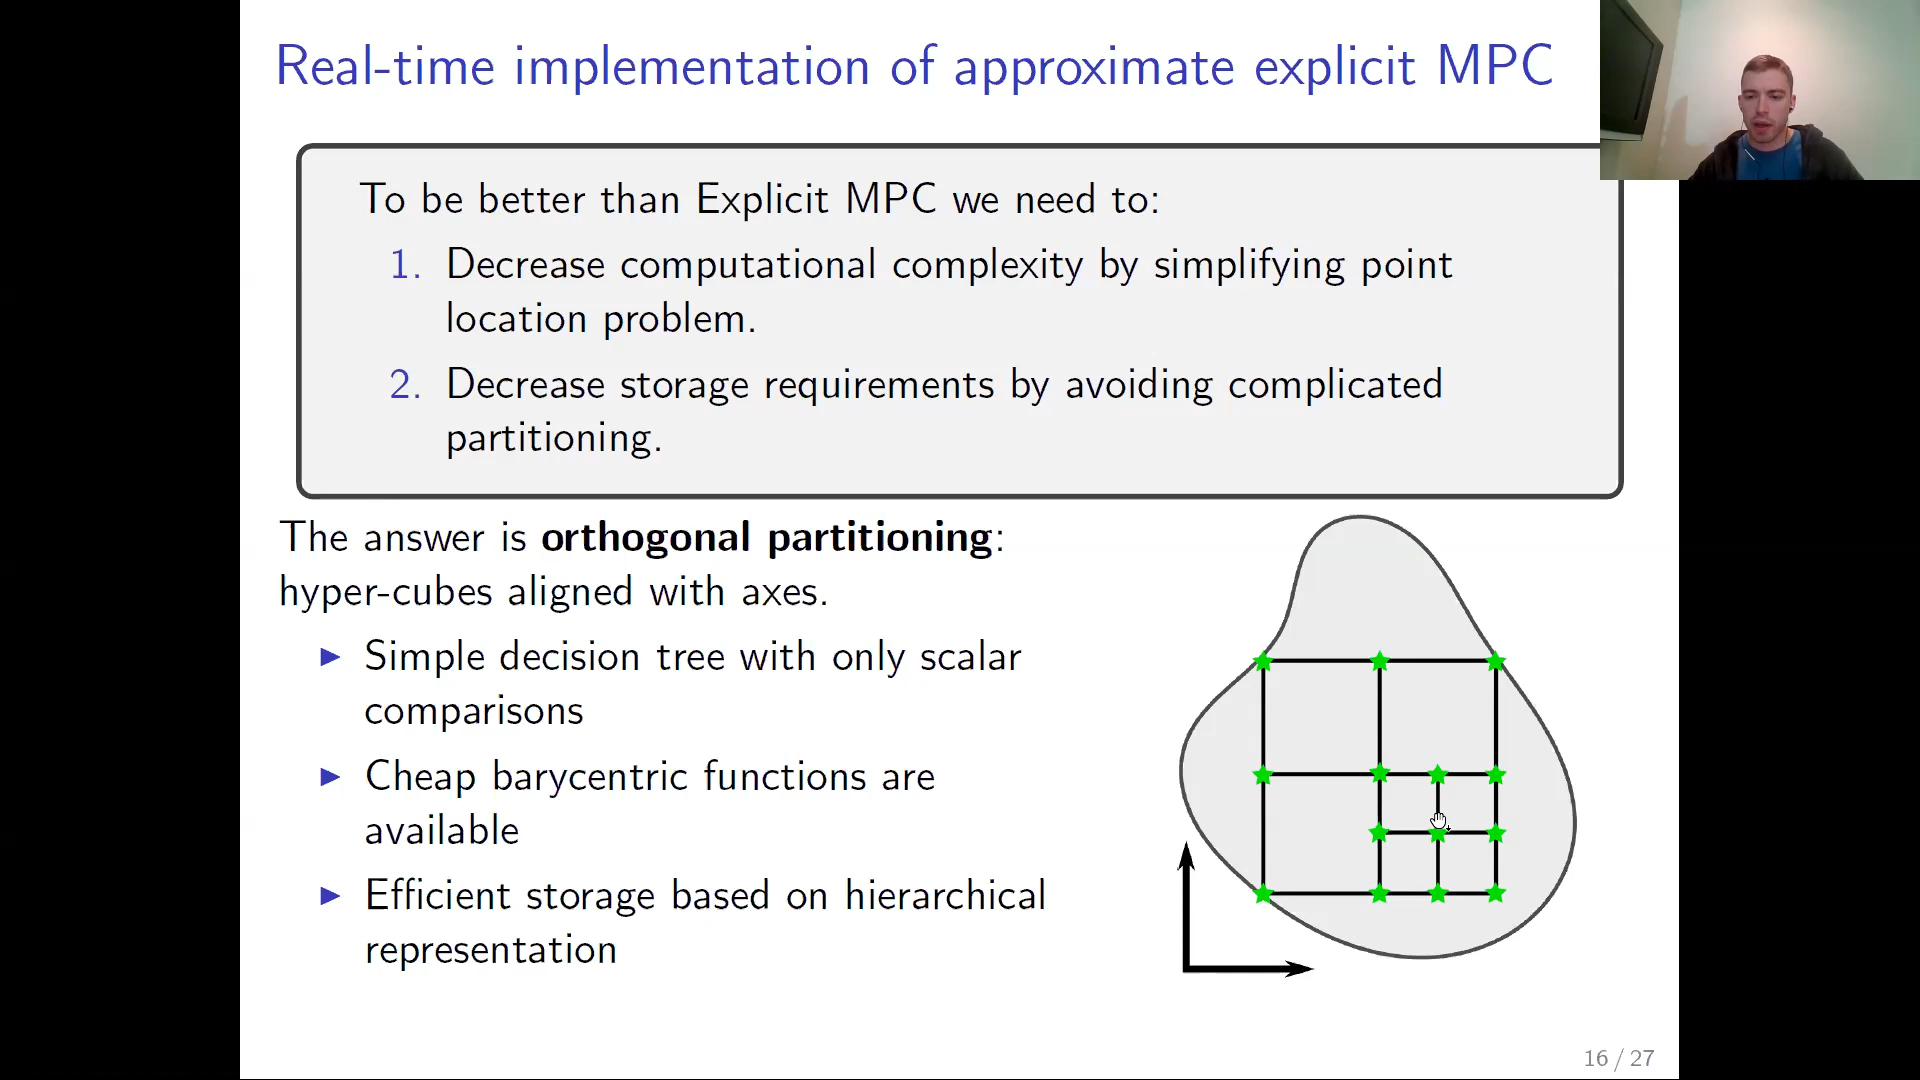 Real-time implementation of approximate explicit MPC
To be better than Explicit MPC we need to:
1. Decrease computational complexity by simplifying point
location problem.
2. Decrease storage requirements by avoiding complicated
partitioning.
The answer is orthogonal partitioning:
hyper-cubes aligned with axes.
▶ Simple decision tree with only scalar
comparisons
▶ Cheap barycentric functions are
available
▶ Efficient storage based on hierarchical
representation
16 / 27